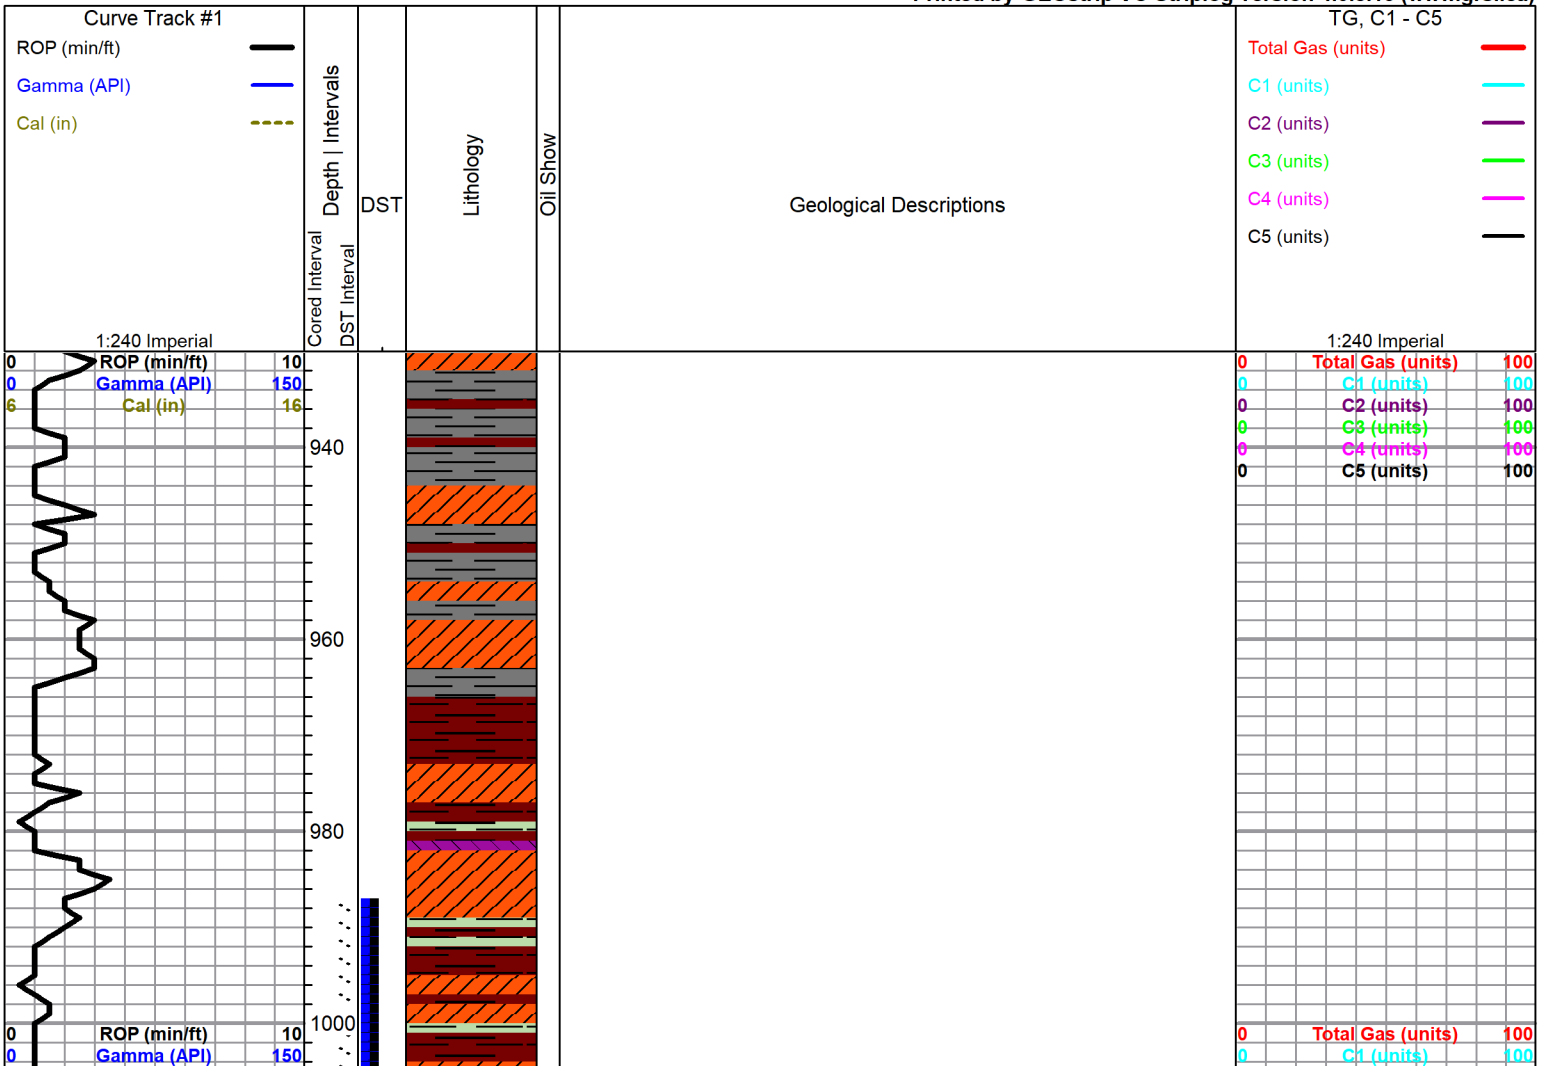 Curve Track #1
ROP (min/ft)
Gamma (API)
Cal (in)
1:240 Imperial
Cored Interval
Depth | Intervals
DST Interval
DST
Lithology
Oil Show
Geological Descriptions
TG, C1 - C5
Total Gas (units)
C1 (units)
C2 (units)
C3 (units)
C4 (units)
C5 (units)
1:240 Imperial
0 ROP (min/ft) 10
0 Gamma (API) 150
6 Cal (in) 16
0 Total Gas (units) 100
0 C1 (units) 100
0 C2 (units) 100
0 C3 (units) 100
0 C4 (units) 100
0 C5 (units) 100
940
960
980
1000
0 ROP (min/ft) 10
0 Gamma (API) 150
0 Total Gas (units) 100
0 C1 (units) 100